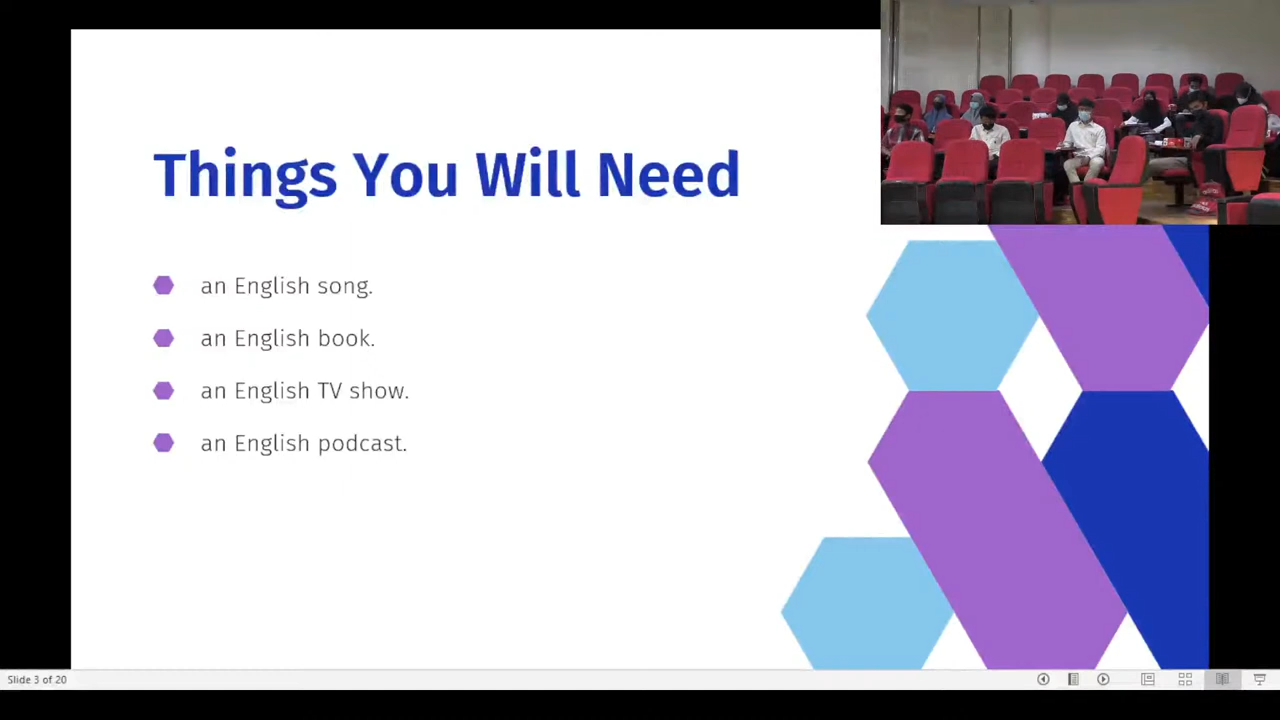 Things You Will Need
an English song.
an English book.
an English TV show.
an English podcast.
Slide 3 of 20